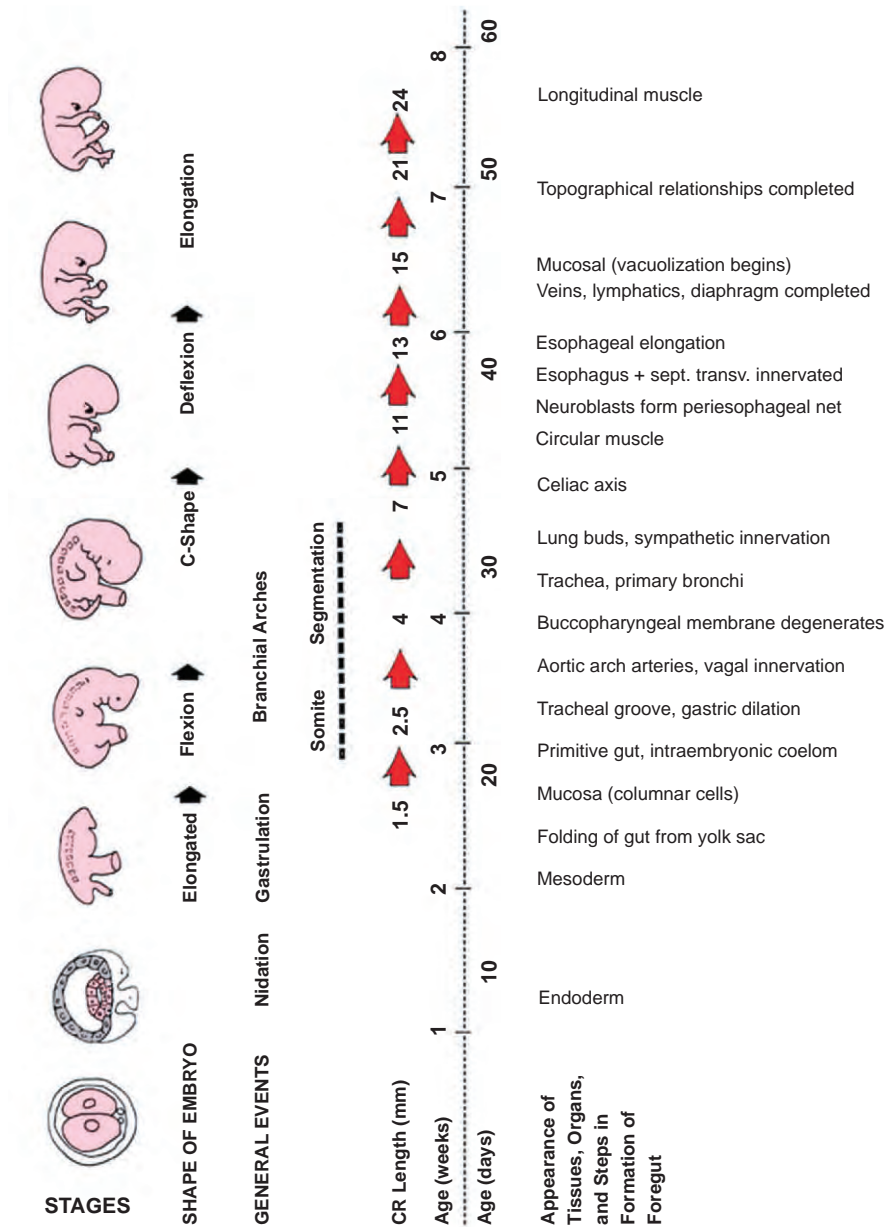 STAGES
SHAPE OF EMBRYO
Elongated
Flexion
C-Shape
Deflexion
Elongation
GENERAL EVENTS
Nidation
Gastrulation
Branchial Arches
Somite
Segmentation
CR Length (mm)
1.5
2.5
4
7
11
13
15
21
24
Age (weeks)
1
2
3
4
5
6
7
8
Age (days)
10
20
30
40
50
60
Longitudinal muscle
Topographical relationships completed
Mucosal (vacuolization begins)
Veins, lymphatics, diaphragm completed
Esophageal elongation
Esophagus + sept. transv. innervated
Neuroblasts form periesophageal net
Circular muscle
Celiac axis
Lung buds, sympathetic innervation
Trachea, primary bronchi
Buccopharyngeal membrane degenerates
Aortic arch arteries, vagal innervation
Tracheal groove, gastric dilation
Primitive gut, intraembryonic coelom
Mucosa (columnar cells)
Folding of gut from yolk sac
Mesoderm
Endoderm
Appearance of
Tissues, Organs,
and Steps in
Formation of
Foregut